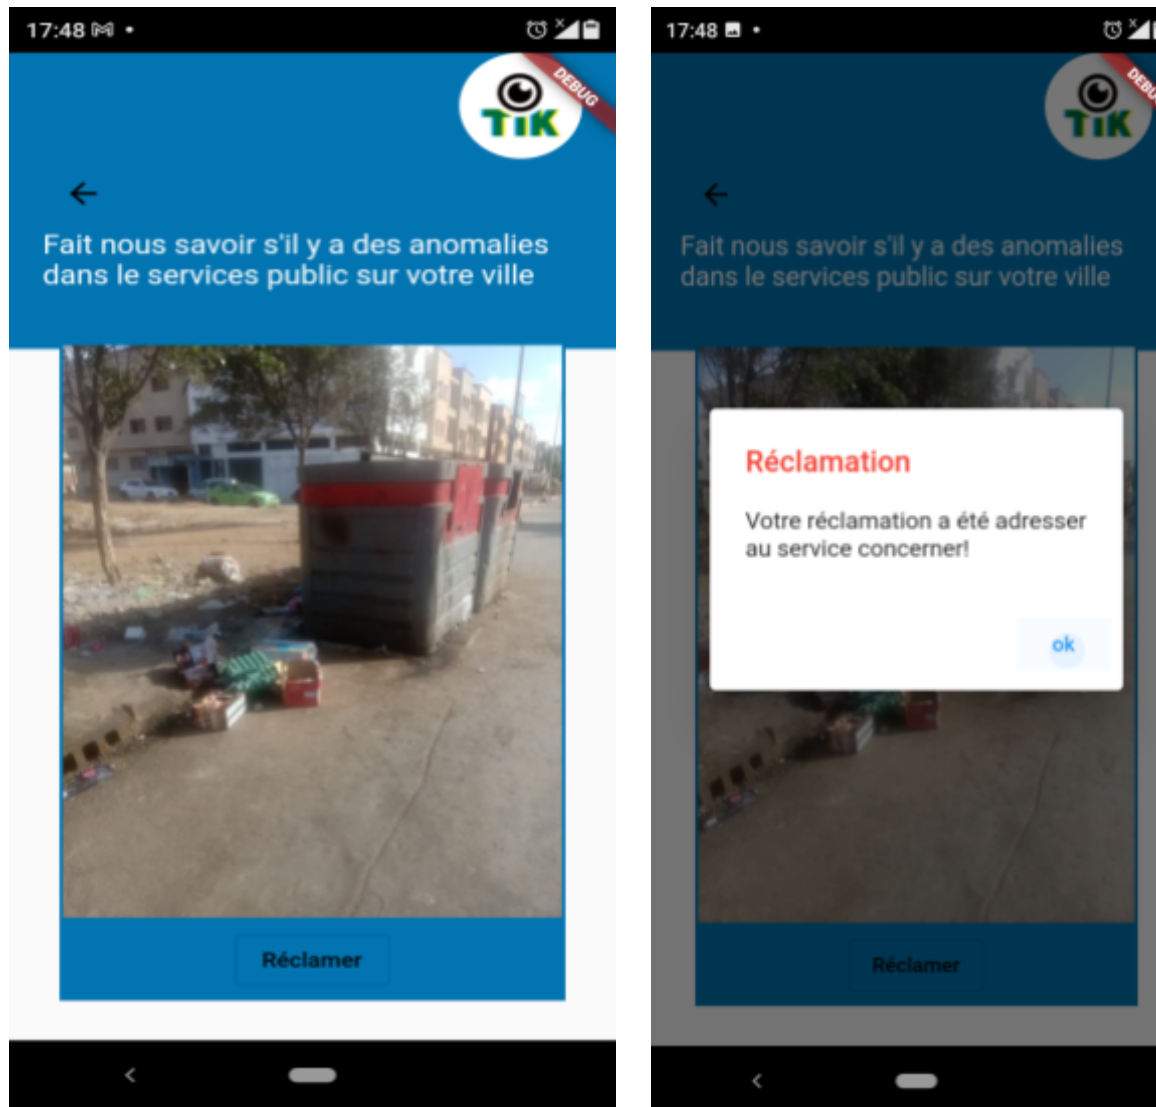 17:48
DEBUG
TiK
Fait nous savoir s'il y a des anomalies
dans le services public sur votre ville
Réclamer
17:48
TiK
Fait nous savoir s'il y a des anomalies
dans le services public sur votre ville
Réclamation
Votre réclamation a été adresser
au service concerner!
ok
Réclamer